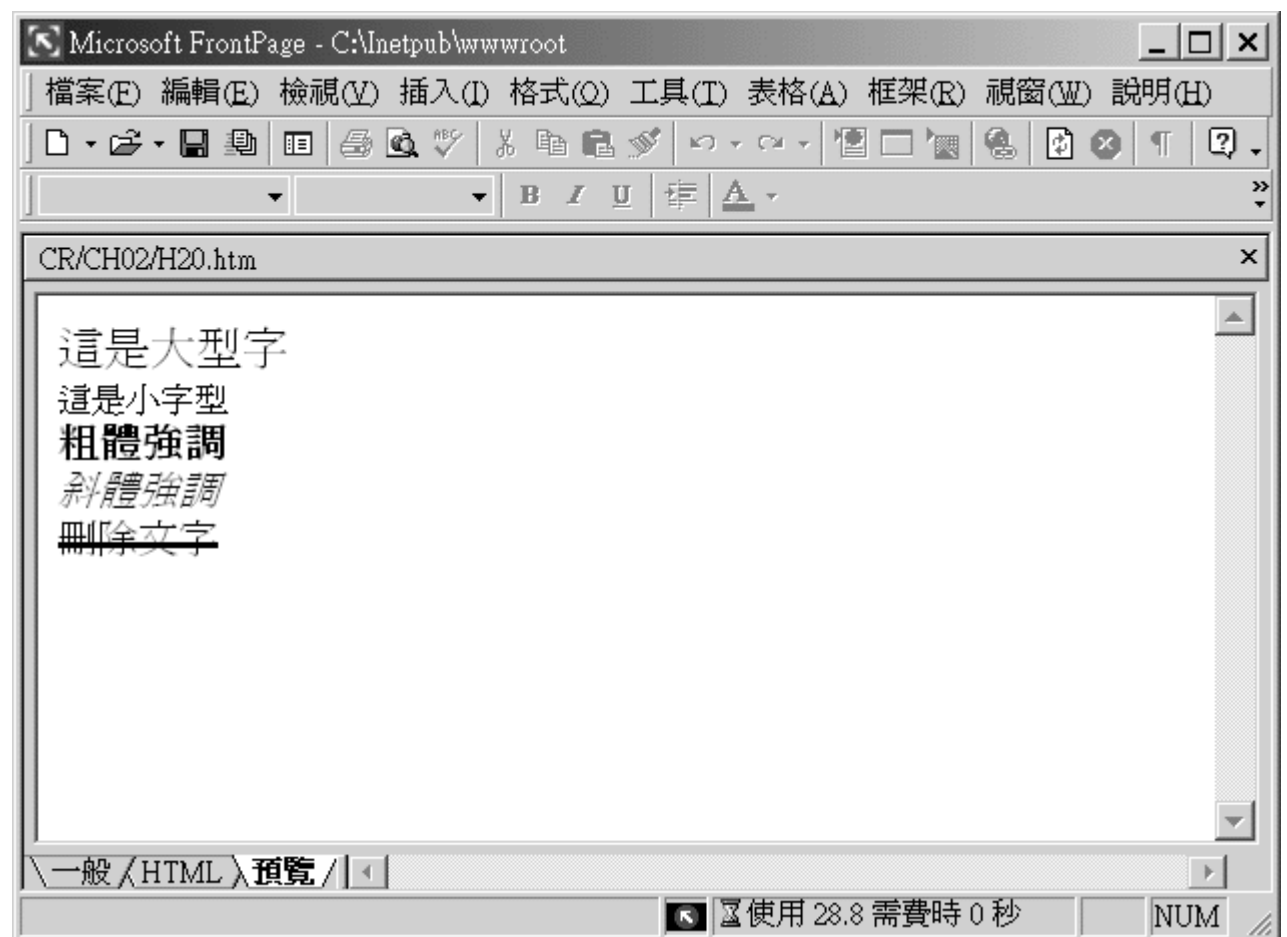 Microsoft FrontPage - C:\Inetpub\wwwroot
檔案(F) 編輯(E) 檢視(V) 插入(I) 格式(O) 工具(T) 表格(A) 框架(R) 視窗(W) 說明(H)
ABC
B I U A
CR/CH02/H20.htm
這是大型字
這是小字型
粗體強調
斜體強調
刪除文字
一般 HTML 預覽
使用 28.8 需費時 0 秒 NUM